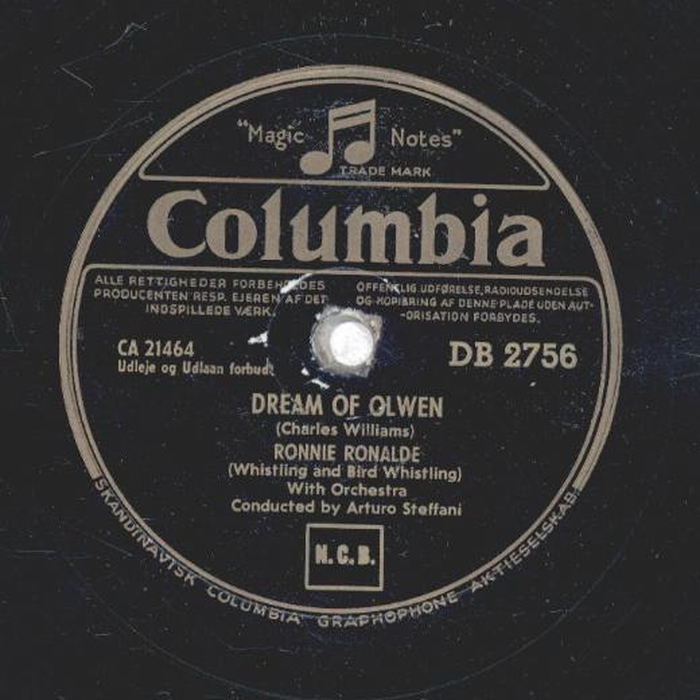 "Magic Notes"
TRADE MARK
Columbia
ALLE RETTIGHEDER FORBEHOLDES
PRODUCENTEN RESP. EJEREN AF DET
INDSPILLEDE VÆRK.
OFFENTLIG UDFØRELSE, RADIOUDSENDELSE
OG KOPIERING AF DENNE PLADE UDEN AUT-
-ORISATION FORBYDES.
CA 21464
Udleje og Udlaan forbudt
DB 2756
DREAM OF OLWEN
(Charles Williams)
RONNIE RONALDE
(Whistling and Bird Whistling)
With Orchestra
Conducted by Arturo Steffani
N.C.B.
SKANDINAVISK COLUMBIA GRAPHOPHONE AKTIESELSKAB.